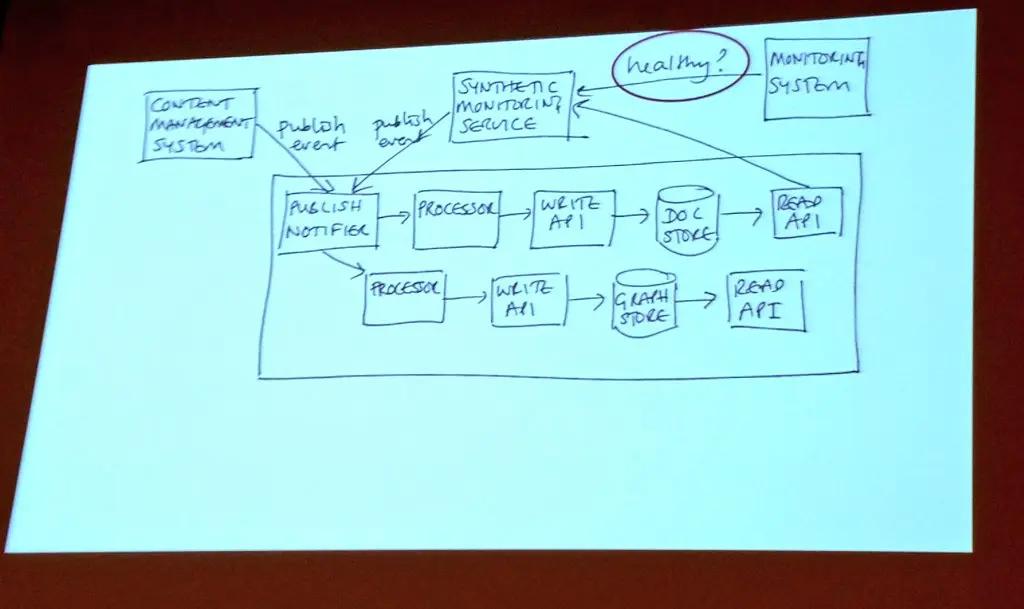 CONTENT
MANAGEMENT
SYSTEM
publish
event
publish
event
SYNTHETIC
MONITORING
SERVICE
healthy?
MONITORING
SYSTEM
PUBLISH
NOTIFIER
PROCESSOR
WRITE
API
DOC
STORE
READ
API
PROCESSOR
WRITE
API
GRAPH
STORE
READ
API